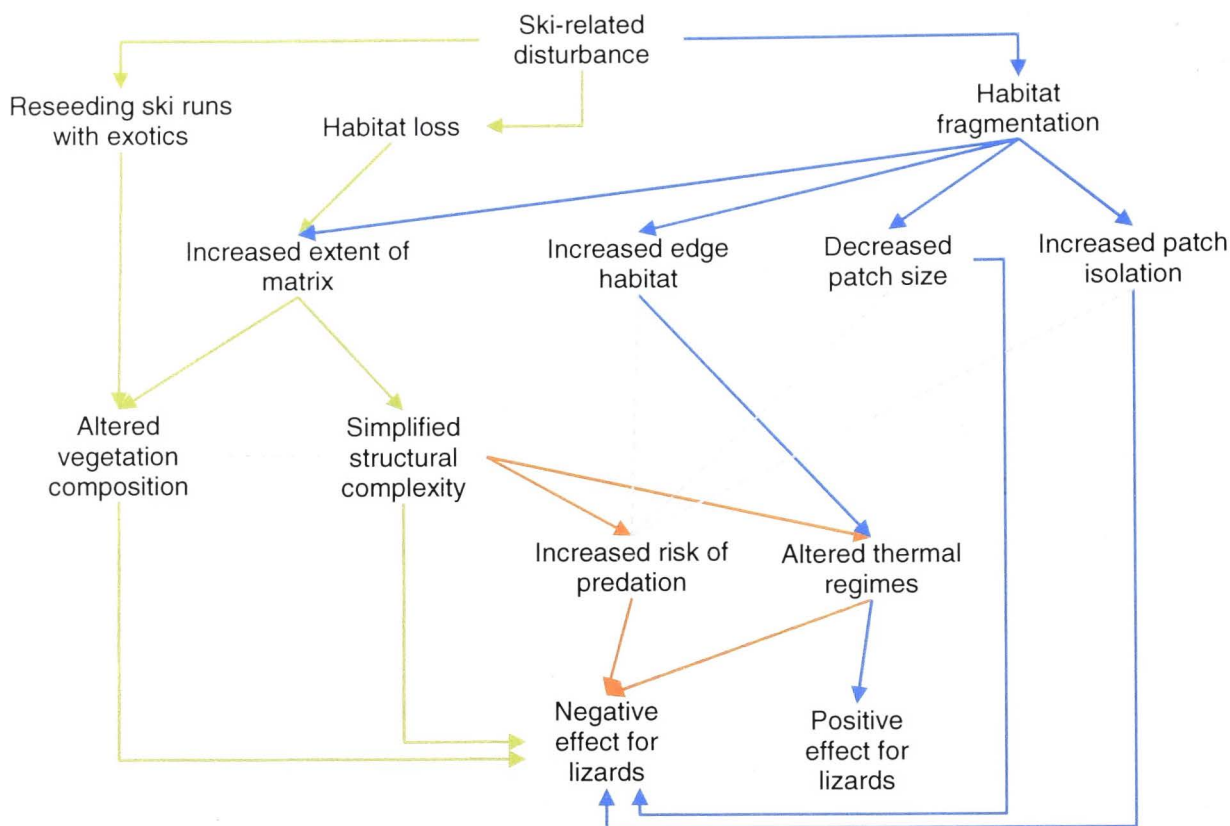 Ski-related
disturbance
Reseeding ski runs
with exotics
Habitat loss
Habitat
fragmentation
Increased extent of
matrix
Increased edge
habitat
Decreased
patch size
Increased patch
isolation
Altered
vegetation
composition
Simplified
structural
complexity
Increased risk of
predation
Altered thermal
regimes
Negative
effect for
lizards
Positive
effect for
lizards